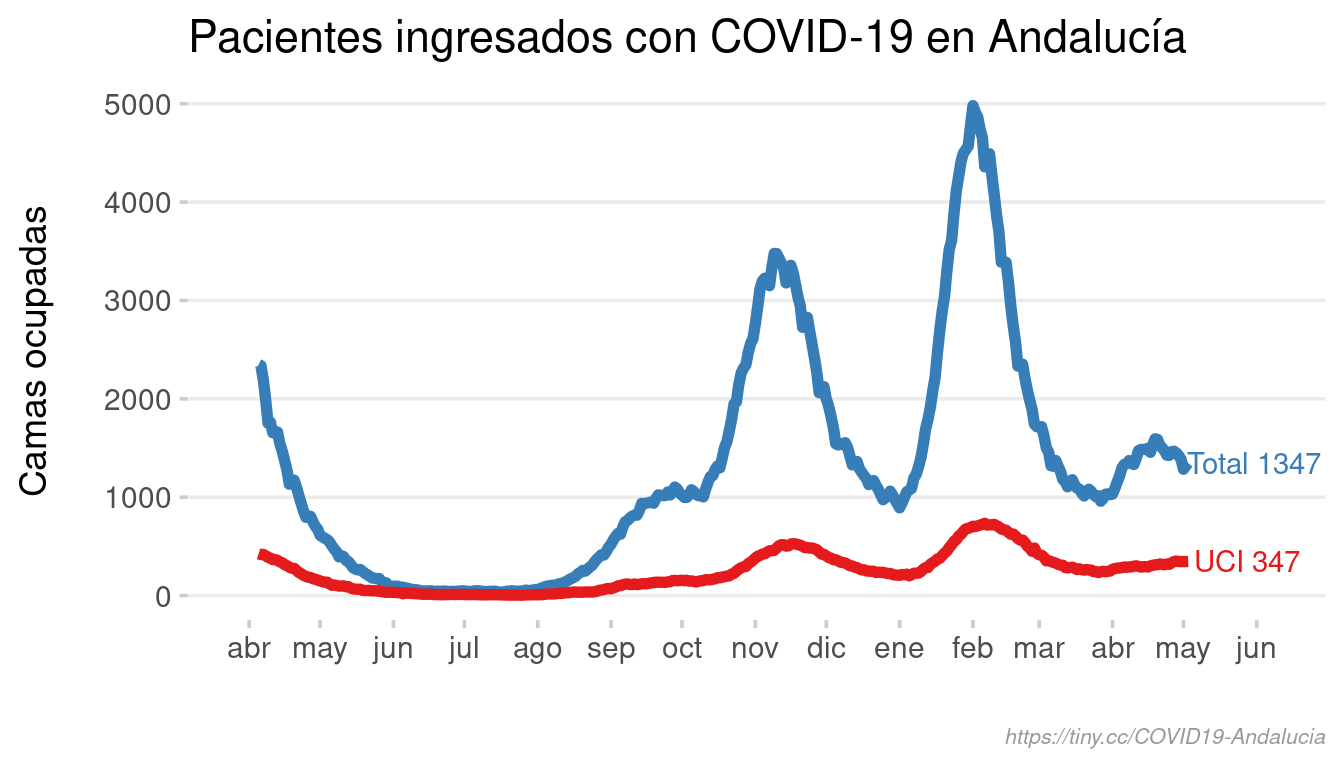 Pacientes ingresados con COVID-19 en Andalucía
Camas ocupadas
5000
4000
3000
2000
1000
0
Total 1347
UCI 347
abr may jun jul ago sep oct nov dic ene feb mar abr may jun
https://tiny.cc/COVID19-Andalucia